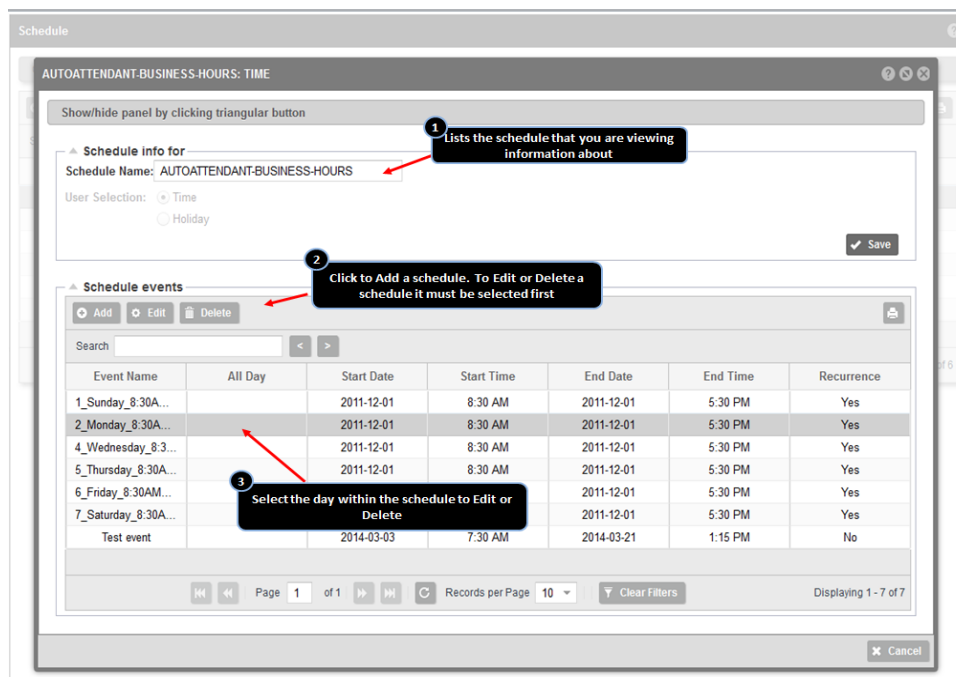 Schedule
AUTOATTENDANT-BUSINESS-HOURS: TIME
Show/hide panel by clicking triangular button
1
Lists the schedule that you are viewing
information about
Schedule info for
Schedule Name: AUTOATTENDANT-BUSINESS-HOURS
User Selection: Time
Holiday
Save
2
Click to Add a schedule. To Edit or Delete a
schedule it must be selected first
Schedule events
Add Edit Delete
Search < >
Event Name All Day Start Date Start Time End Date End Time Recurrence
1_Sunday_8:30A... 2011-12-01 8:30 AM 2011-12-01 5:30 PM Yes
2_Monday_8:30A... 2011-12-01 8:30 AM 2011-12-01 5:30 PM Yes
4_Wednesday_8:3... 2011-12-01 8:30 AM 2011-12-01 5:30 PM Yes
5_Thursday_8:30A... 2011-12-01 8:30 AM 2011-12-01 5:30 PM Yes
6_Friday_8:30AM... 2011-12-01 5:30 PM Yes
7_Saturday_8:30A... 2011-12-01 5:30 PM Yes
3
Select the day within the schedule to Edit or
Delete
Test event 2014-03-03 7:30 AM 2014-03-21 1:15 PM No
Page 1 of 1 Records per Page 10 Clear Filters Displaying 1 - 7 of 7
of 6
Cancel